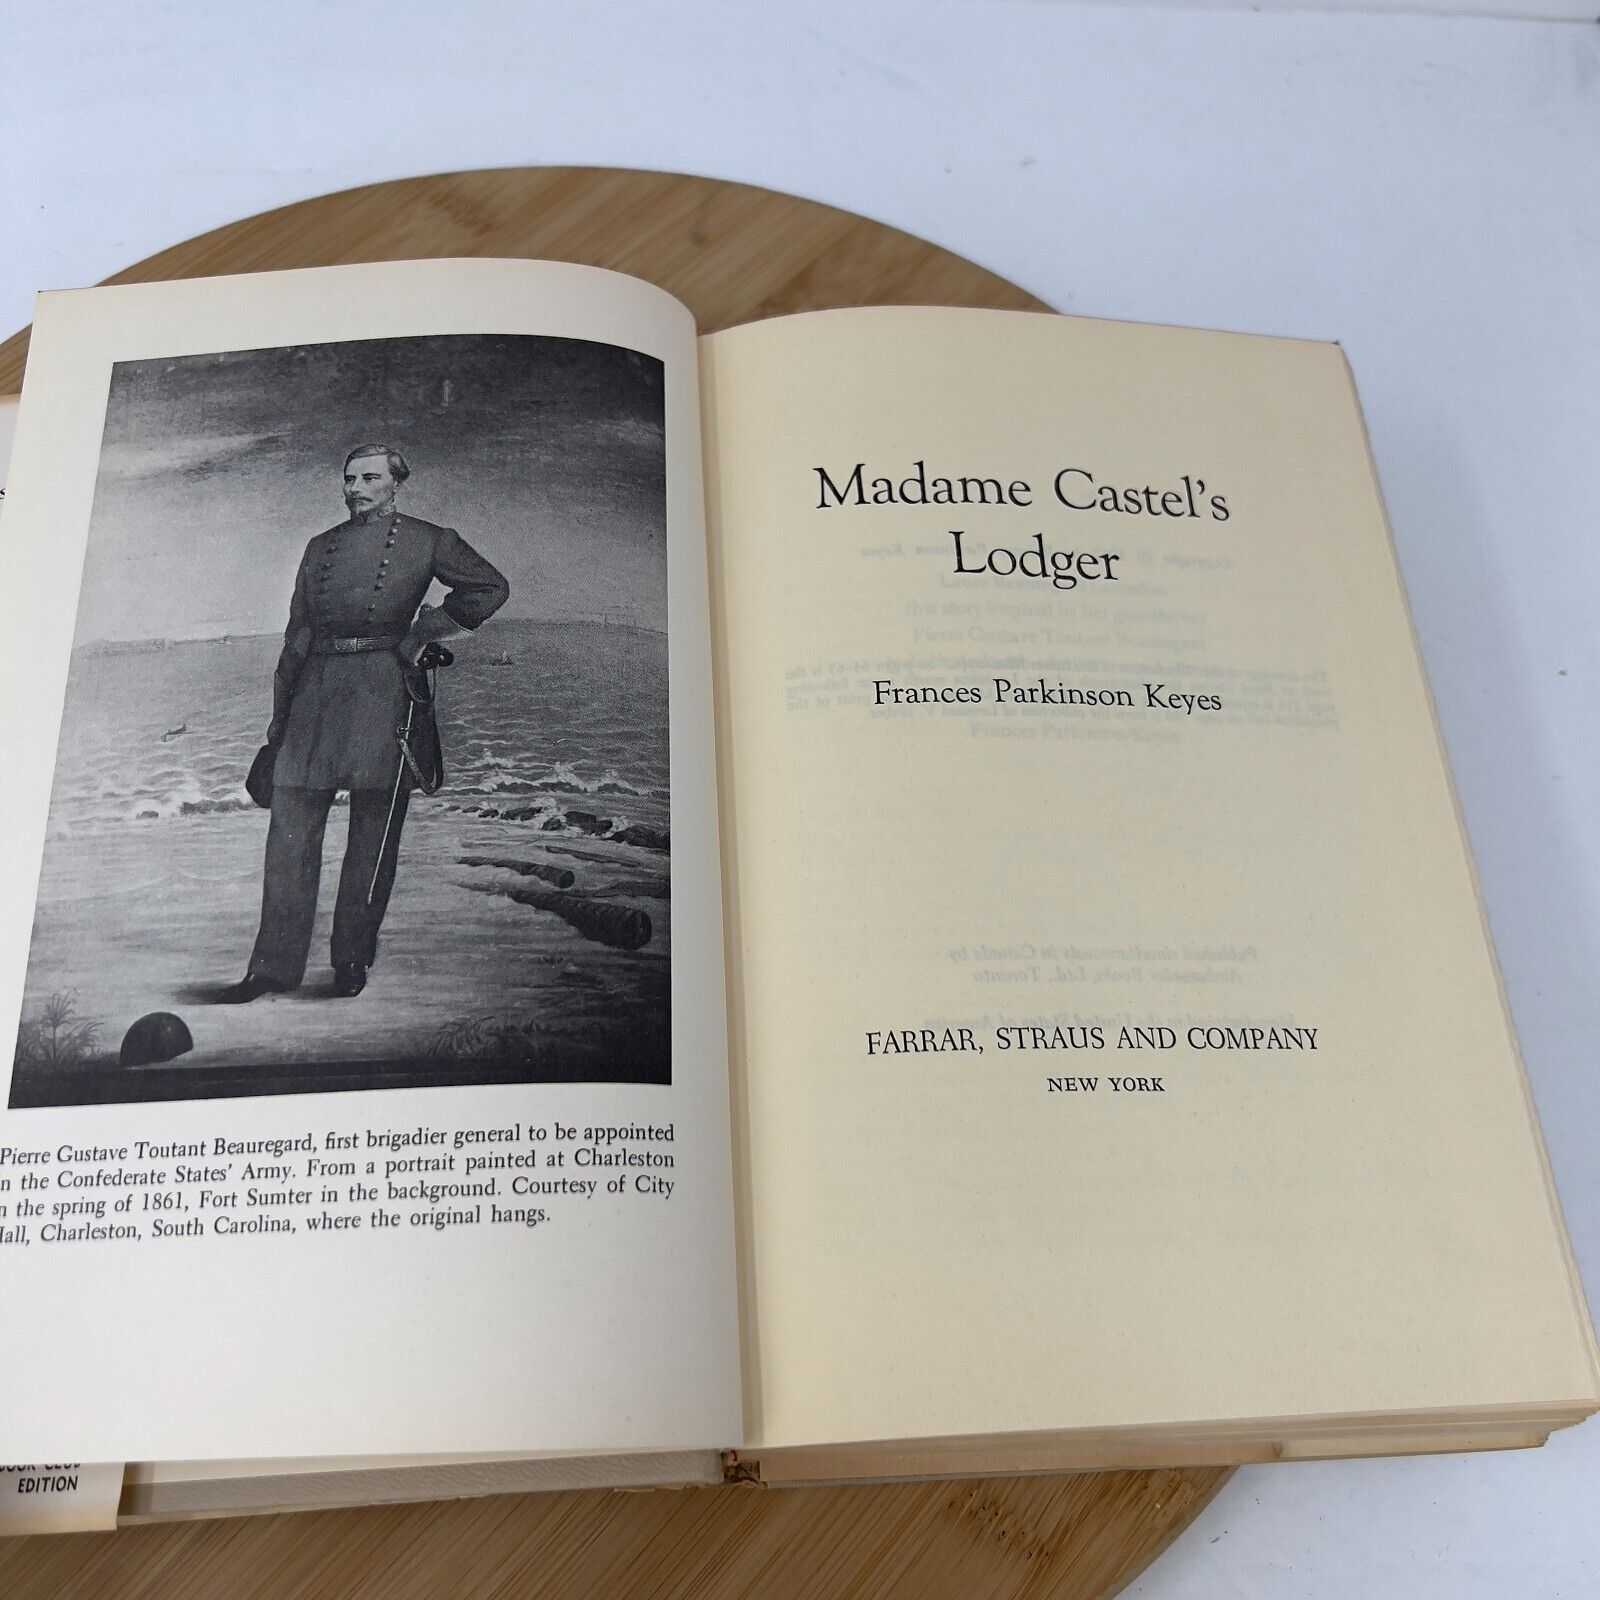 Pierre Gustave Toutant Beauregard, first brigadier general to be appointed
n the Confederate States' Army. From a portrait painted at Charleston
n the spring of 1861, Fort Sumter in the background. Courtesy of City
Hall, Charleston, South Carolina, where the original hangs.
BOOK CLUB
EDITION
Madame Castel's
Lodger
Frances Parkinson Keyes
FARRAR, STRAUS AND COMPANY
NEW YORK